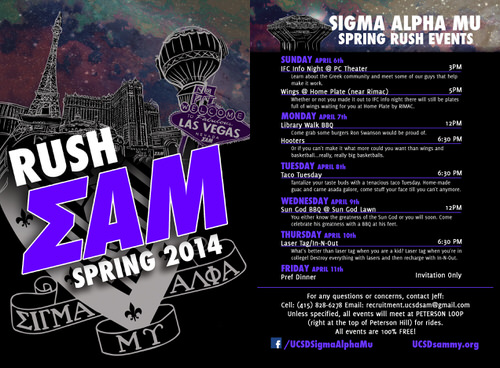 WELCOME
TO Fabulous
LAS VEGAS
NEVADA
RUSH
ΣAM
SPRING 2014
ΣΙΓΜΑ
ΑΛΦΑ
ΜΥ
SIGMA ALPHA MU
SPRING RUSH EVENTS
SUNDAY APRIL 6th
IFC Info Night @ PC Theater 3PM
Learn about the Greek community and meet some of our guys that help
make it work.
Wings @ Home Plate (near Rimac) 5PM
Whether or not you made it out to IFC info night there will still be plates
full of wings waiting for you at Home Plate by RIMAC.
MONDAY APRIL 7th
Library Walk BBQ 12PM
Come grab some burgers Ron Swanson would be proud of.
Hooters 6:30 PM
Or if you can't make it what more could you want than wings and
basketball...really, really big basketballs.
TUESDAY APRIL 8th
Taco Tuesday 6:30 PM
Tantalize your taste buds with a tenacious taco Tuesday. Home made
guac and carne asada galore, come stuff your face till you can't anymore.
WEDNESDAY APRIL 9th
Sun God BBQ @ Sun God Lawn 12PM
You either know the greatness of the Sun God or you will soon. Come
celebrate his greatness with a BBQ at his feet.
THURSDAY APRIL 10th
Laser Tag/In-N-Out 6:30 PM
What's better than laser tag when you are a kid? Laser tag when you're in
college! Destroy everything with lasers and then recharge with In-N-Out.
FRIDAY APRIL 11th
Pref Dinner Invitation Only
For any questions or concerns, contact Jeff:
Cell: (415) 828-6278 Email: recruitment.ucsdsam@gmail.com
Unless specified, all events will meet at PETERSON LOOP
(right at the top of Peterson Hill) for rides.
All events are 100% FREE!
f /UCSDSigmaAlphaMu UCSDsammy.org